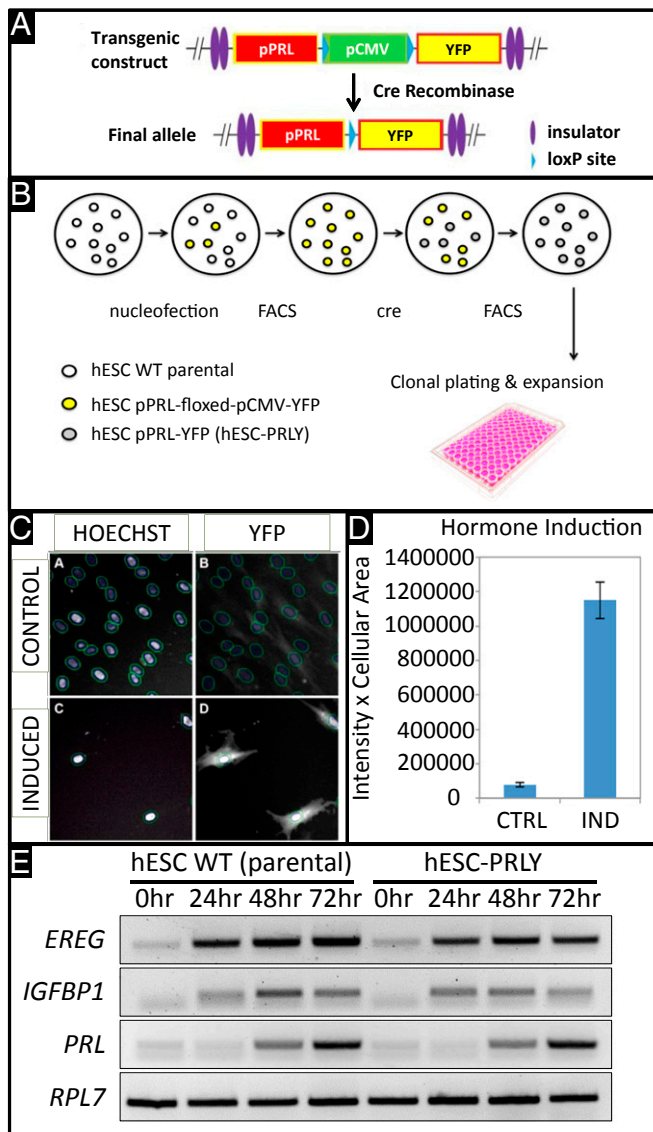 A
Transgenic construct
pPRL
pCMV
YFP
Cre Recombinase
Final allele
pPRL
YFP
insulator
loxP site
B
nucleofection FACS cre FACS
hESC WT parental
hESC pPRL-floxed-pCMV-YFP
hESC pPRL-YFP (hESC-PRLY)
Clonal plating & expansion
C
HOECHST YFP
CONTROL
A B
INDUCED
C D
D
Hormone Induction
Intensity x Cellular Area
1400000
1200000
1000000
800000
600000
400000
200000
0
CTRL IND
E
hESC WT (parental) hESC-PRLY
0hr 24hr 48hr 72hr 0hr 24hr 48hr 72hr
EREG
IGFBP1
PRL
RPL7